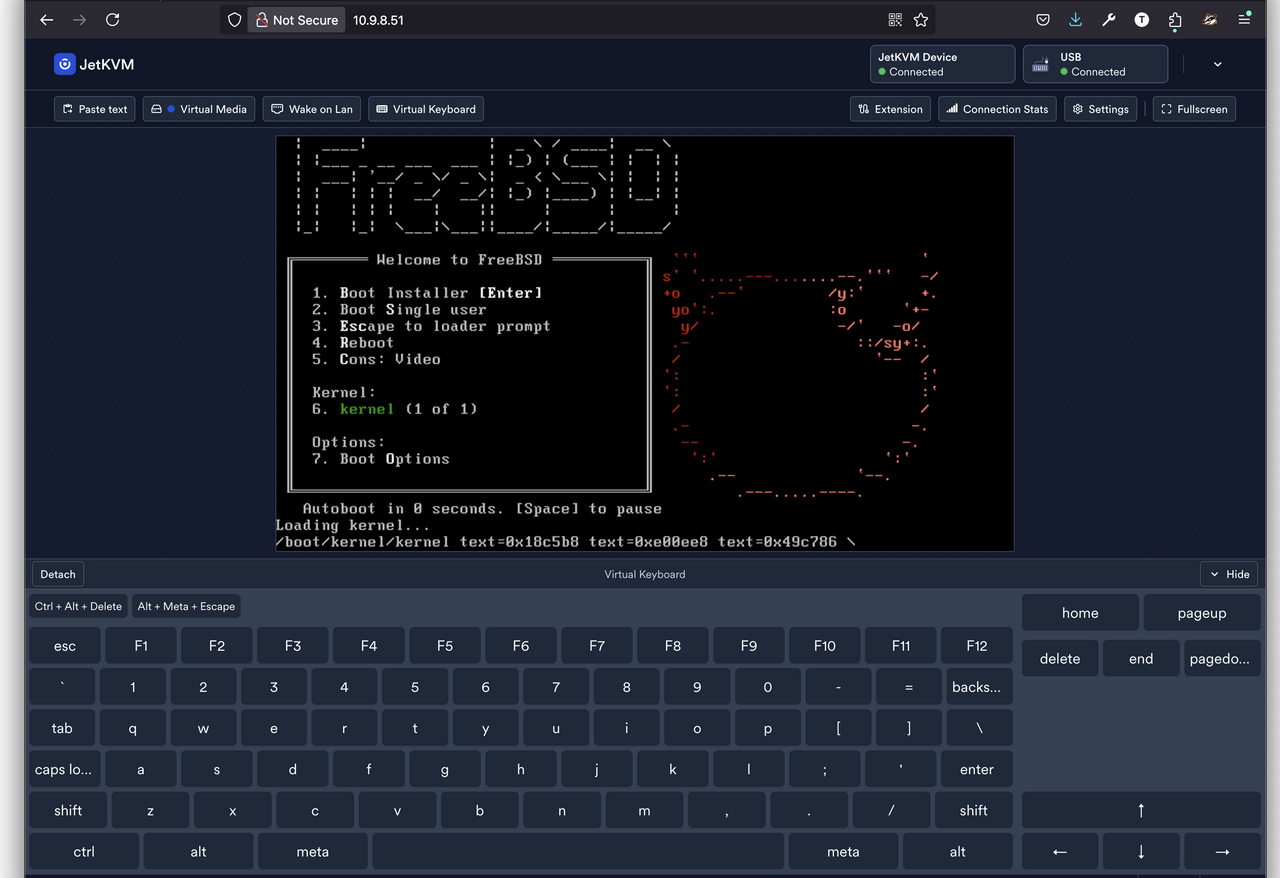 Not Secure 10.9.8.51
JetKVM
JetKVM Device
Connected
USB
Connected
Paste text Virtual Media Wake on Lan Virtual Keyboard Extension Connection Stats Settings Fullscreen
FreeBSD
Welcome to FreeBSD
1. Boot Installer [Enter]
2. Boot Single user
3. Escape to loader prompt
4. Reboot
5. Cons: Video
Kernel:
6. kernel (1 of 1)
Options:
7. Boot Options
Autoboot in 0 seconds. [Space] to pause
Loading kernel...
/boot/kernel/kernel text=0x18c5b8 text=0xe00ee8 text=0x49c786 \
Detach Virtual Keyboard Hide
Ctrl + Alt + Delete Alt + Meta + Escape
home pageup
esc F1 F2 F3 F4 F5 F6 F7 F8 F9 F10 F11 F12
delete end pagedo...
` 1 2 3 4 5 6 7 8 9 0 - = backs...
tab q w e r t y u i o p [ ] \
caps lo... a s d f g h j k l ; ' enter
shift z x c v b n m , . / shift ↑
ctrl alt meta meta alt ← ↓ →